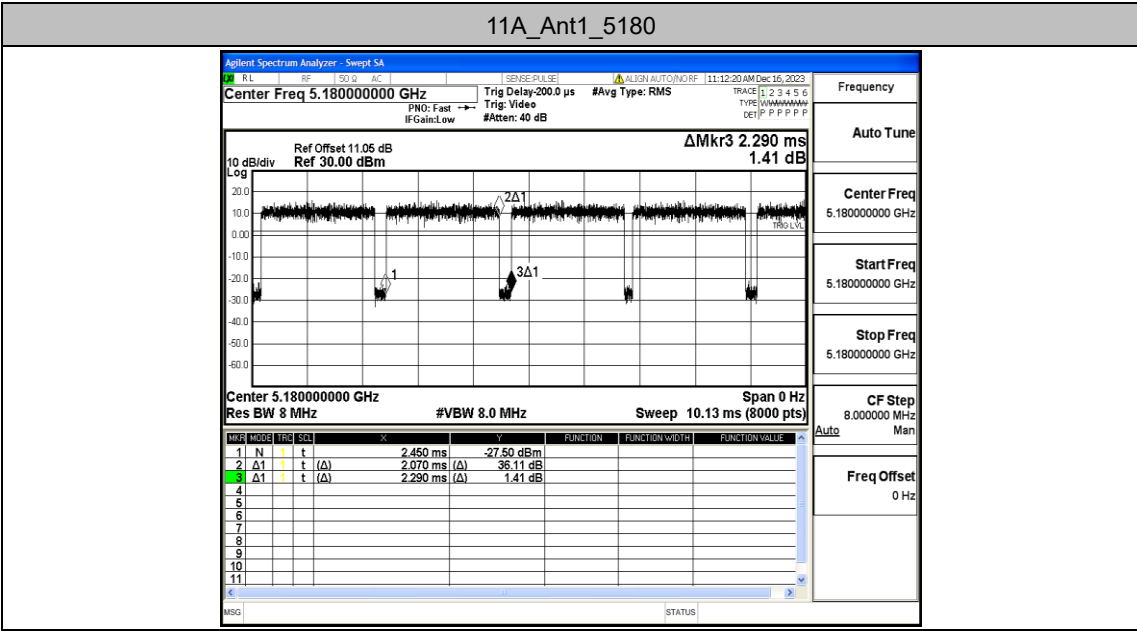 11A_Ant1_5180
Agilent Spectrum Analyzer - Swept SA
LXI RL RF 50 Ω AC SENSE:PULSE ALIGN AUTO/NO RF 11:12:20 AM Dec 16, 2023
Center Freq 5.180000000 GHz
PNO: Fast
IFGain:Low
Trig Delay-200.0 µs
Trig: Video
#Atten: 40 dB
#Avg Type: RMS
TRACE 1 2 3 4 5 6
TYPE
DET P P P P P P
ΔMkr3 2.290 ms
1.41 dB
Ref Offset 11.05 dB
10 dB/div Ref 30.00 dBm
Log
20.0
10.0
0.00
-10.0
-20.0
-30.0
-40.0
-50.0
-60.0
2Δ1
TRIG LVL
1
3Δ1
Center 5.180000000 GHz Span 0 Hz
Res BW 8 MHz #VBW 8.0 MHz Sweep 10.13 ms (8000 pts)
MKR MODE TRC SCL X Y FUNCTION FUNCTION WIDTH FUNCTION VALUE
1 N 1 t 2.450 ms -27.50 dBm
2 Δ1 1 t (Δ) 2.070 ms (Δ) 36.11 dB
3 Δ1 1 t (Δ) 2.290 ms (Δ) 1.41 dB
4
5
6
7
8
9
10
11
MSG STATUS
Frequency
Auto Tune
Center Freq
5.180000000 GHz
Start Freq
5.180000000 GHz
Stop Freq
5.180000000 GHz
CF Step
8.000000 MHz
Auto Man
Freq Offset
0 Hz